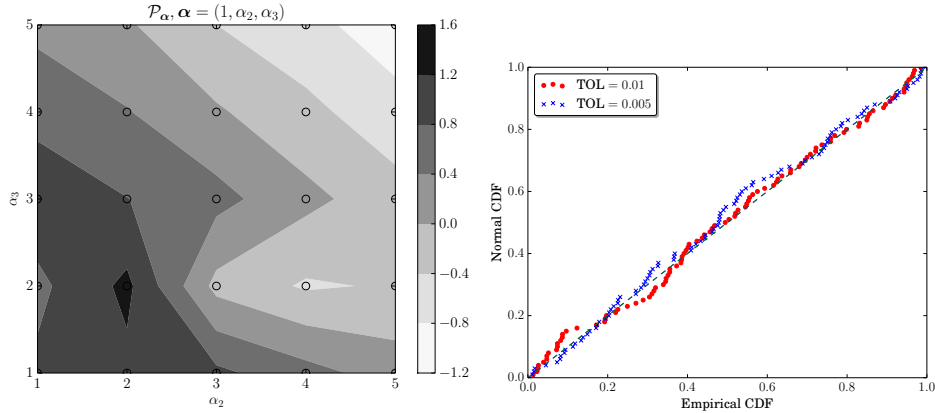 𝒫_𝜶, 𝜶 = (1, α₂, α₃)
5
4
3
2
1
α₃
1 2 3 4 5
α₂
1.6
1.2
0.8
0.4
0.0
−0.4
−0.8
−1.2
TOL = 0.01
TOL = 0.005
1.0
0.8
0.6
0.4
0.2
0.0
Normal CDF
0.0 0.2 0.4 0.6 0.8 1.0
Empirical CDF